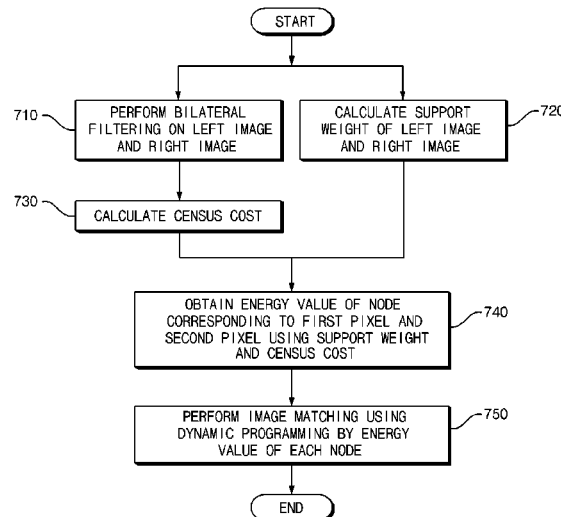 START
710
PERFORM BILATERAL
FILTERING ON LEFT IMAGE
AND RIGHT IMAGE
CALCULATE SUPPORT
WEIGHT OF LEFT IMAGE
AND RIGHT IMAGE
720
730
CALCULATE CENSUS COST
OBTAIN ENERGY VALUE OF NODE
CORRESPONDING TO FIRST PIXEL AND
SECOND PIXEL USING SUPPORT WEIGHT
AND CENSUS COST
740
PERFORM IMAGE MATCHING USING
DYNAMIC PROGRAMMING BY ENERGY
VALUE OF EACH NODE
750
END